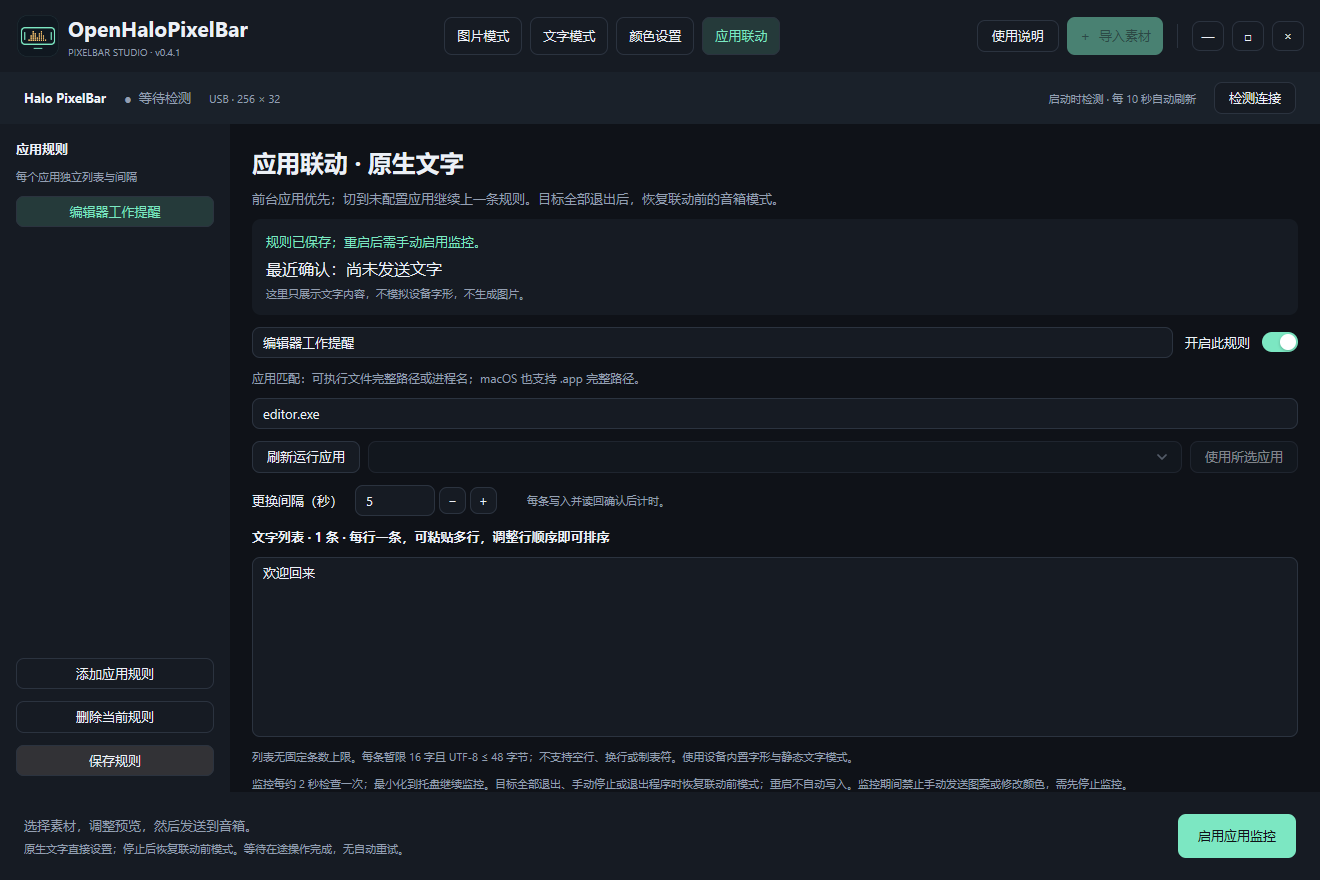 OpenHaloPixelBar
PIXELBAR STUDIO · v0.4.1
图片模式
文字模式
颜色设置
应用联动
使用说明
+ 导入素材
Halo PixelBar
等待检测
USB · 256 × 32
启动时检测 · 每 10 秒自动刷新
检测连接
应用规则
每个应用独立列表与间隔
编辑器工作提醒
添加应用规则
删除当前规则
保存规则
应用联动 · 原生文字
前台应用优先；切到未配置应用继续上一条规则。目标全部退出后，恢复联动前的音箱模式。
规则已保存；重启后需手动启用监控。
最近确认：尚未发送文字
这里只展示文字内容，不模拟设备字形，不生成图片。
编辑器工作提醒
开启此规则
应用匹配：可执行文件完整路径或进程名；macOS 也支持 .app 完整路径。
editor.exe
刷新运行应用
使用所选应用
更换间隔（秒）
5
−
+
每条写入并读回确认后计时。
文字列表 · 1 条 · 每行一条，可粘贴多行，调整行顺序即可排序
欢迎回来
列表无固定条数上限。每条暂限 16 字且 UTF-8 ≤ 48 字节；不支持空行、换行或制表符。使用设备内置字形与静态文字模式。
监控每约 2 秒检查一次；最小化到托盘继续监控。目标全部退出、手动停止或退出程序时恢复联动前模式；重启不自动写入。监控期间禁止手动发送图案或修改颜色，需先停止监控。
选择素材，调整预览，然后发送到音箱。
原生文字直接设置；停止后恢复联动前模式。等待在途操作完成，无自动重试。
启用应用监控